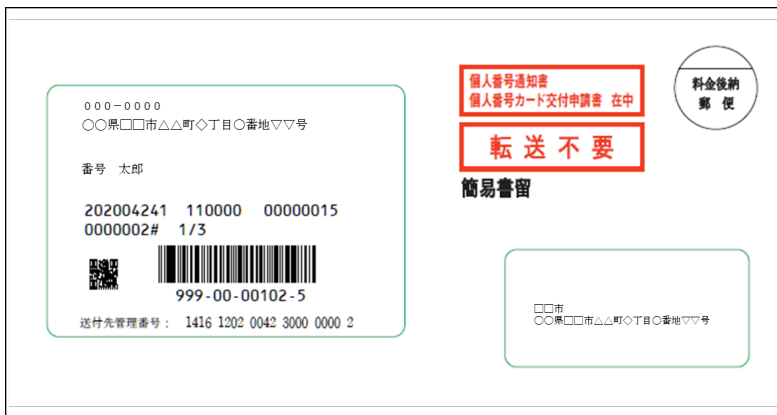 000-0000
〇〇県□□市△△町◇丁目〇番地▽▽号
番号 太郎
202004241 110000 00000015
0000002# 1/3
999-00-00102-5
送付先管理番号: 1416 1202 0042 3000 0000 2
個人番号通知書
個人番号カード交付申請書 在中
転送不要
簡易書留
料金後納
郵便
□□市
〇〇県□□市△△町◇丁目〇番地▽▽号